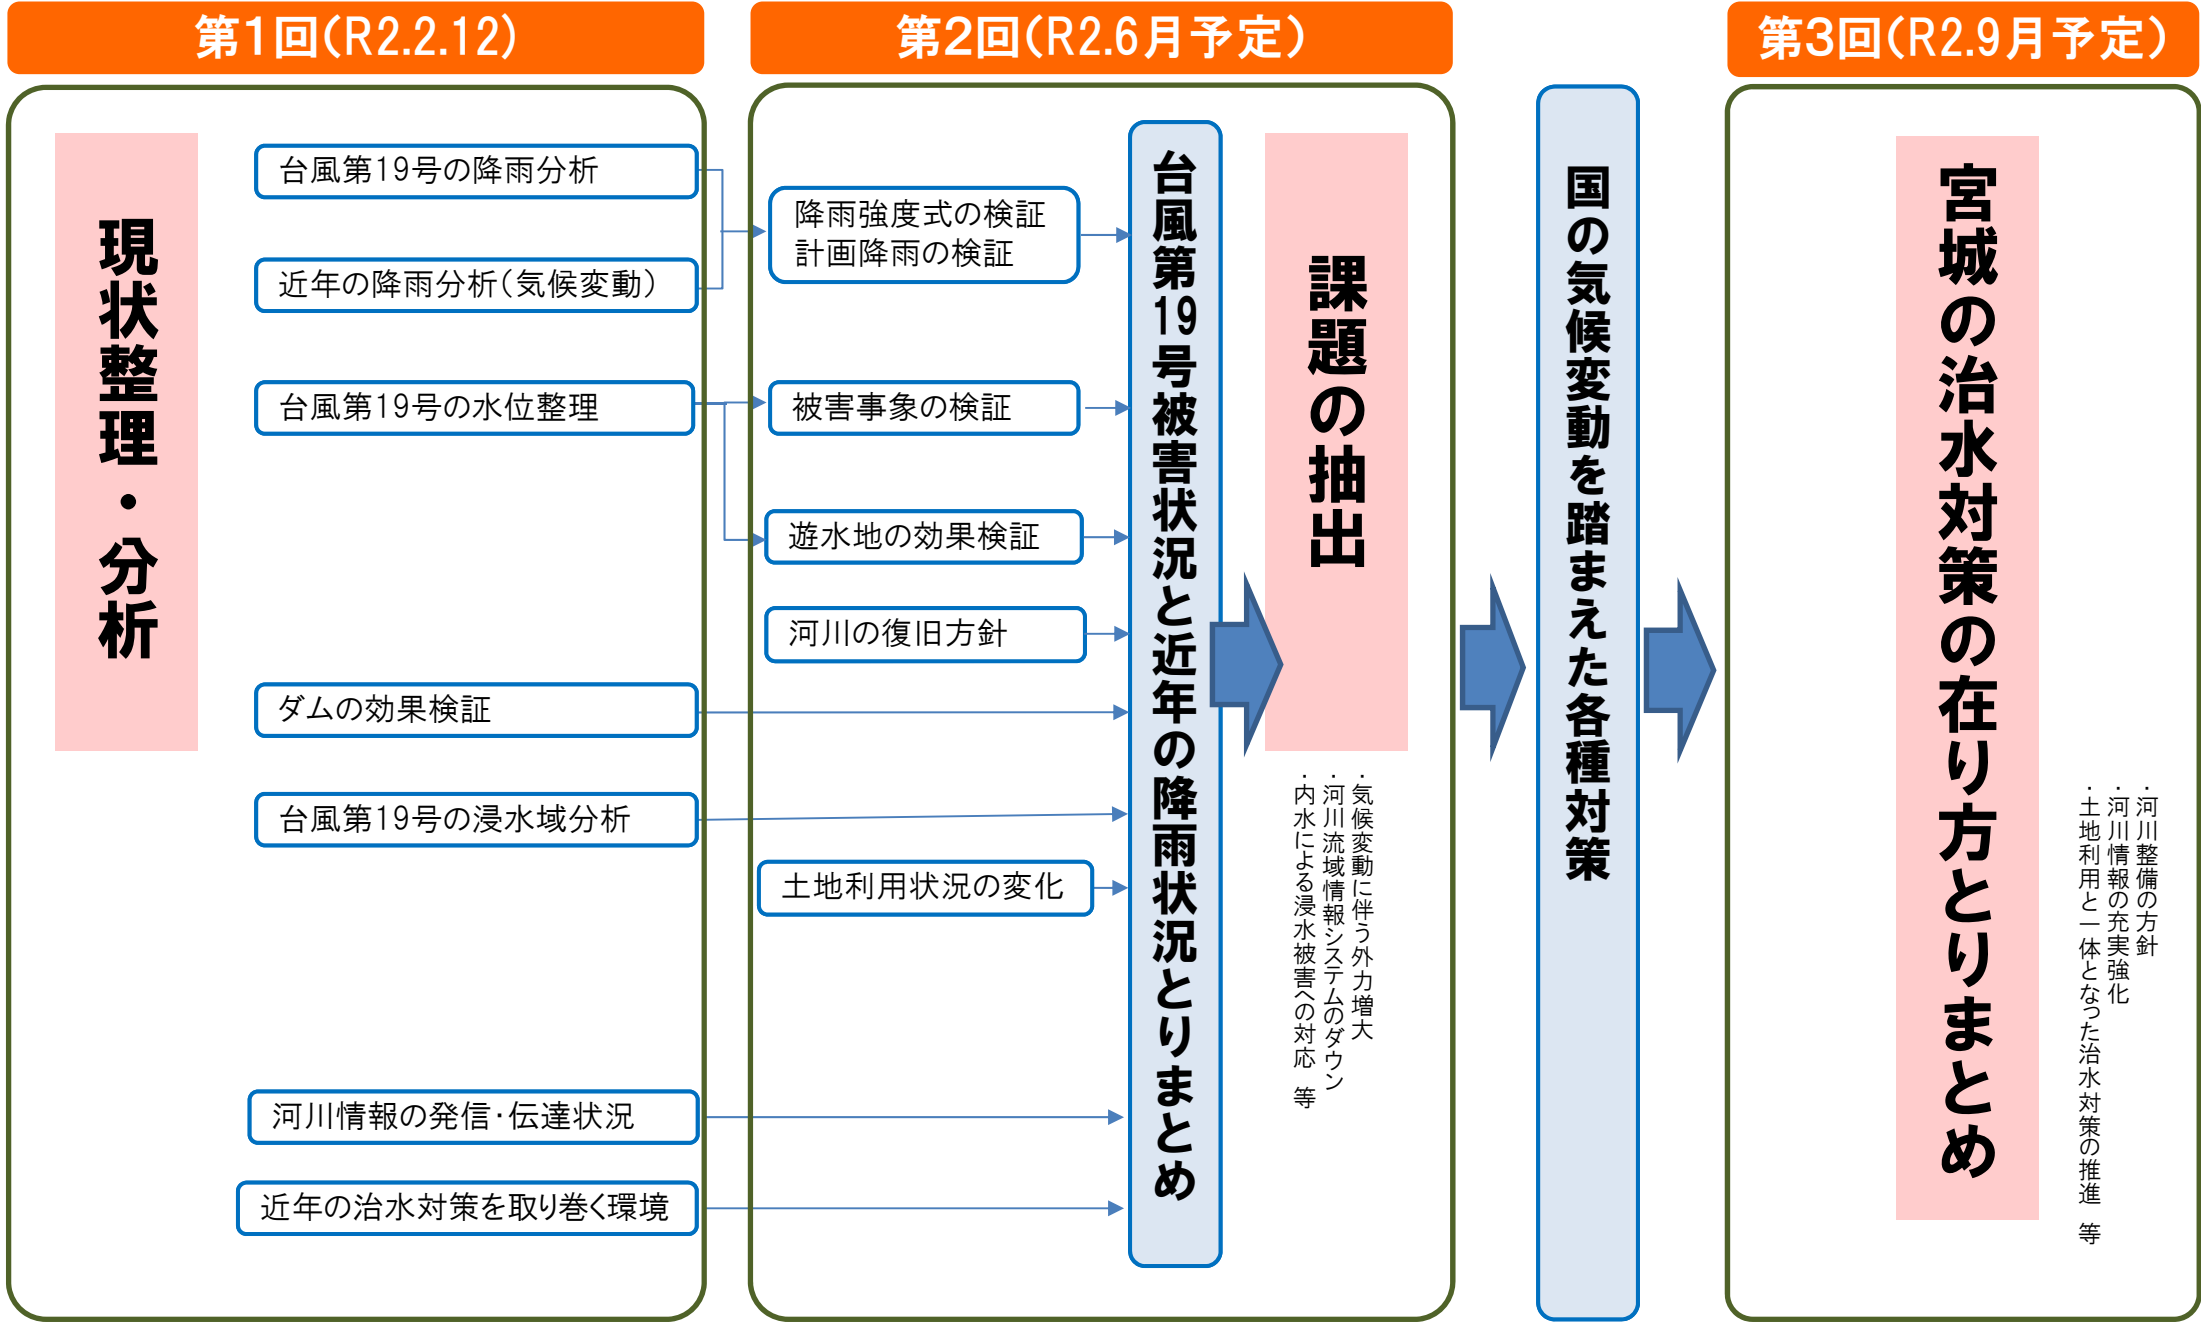 第1回(R2.2.12)
現状整理・分析
台風第19号の降雨分析
近年の降雨分析(気候変動)
台風第19号の水位整理
ダムの効果検証
台風第19号の浸水域分析
河川情報の発信・伝達状況
近年の治水対策を取り巻く環境
第2回(R2.6月予定)
降雨強度式の検証
計画降雨の検証
被害事象の検証
遊水地の効果検証
河川の復旧方針
土地利用状況の変化
台風第19号被害状況と近年の降雨状況とりまとめ
課題の抽出
・気候変動に伴う外力増大
・河川流域情報システムのダウン
・内水による浸水被害への対応 等
国の気候変動を踏まえた各種対策
第3回(R2.9月予定)
宮城の治水対策の在り方とりまとめ
・河川整備の方針
・河川情報の充実強化
・土地利用と一体となった治水対策の推進 等